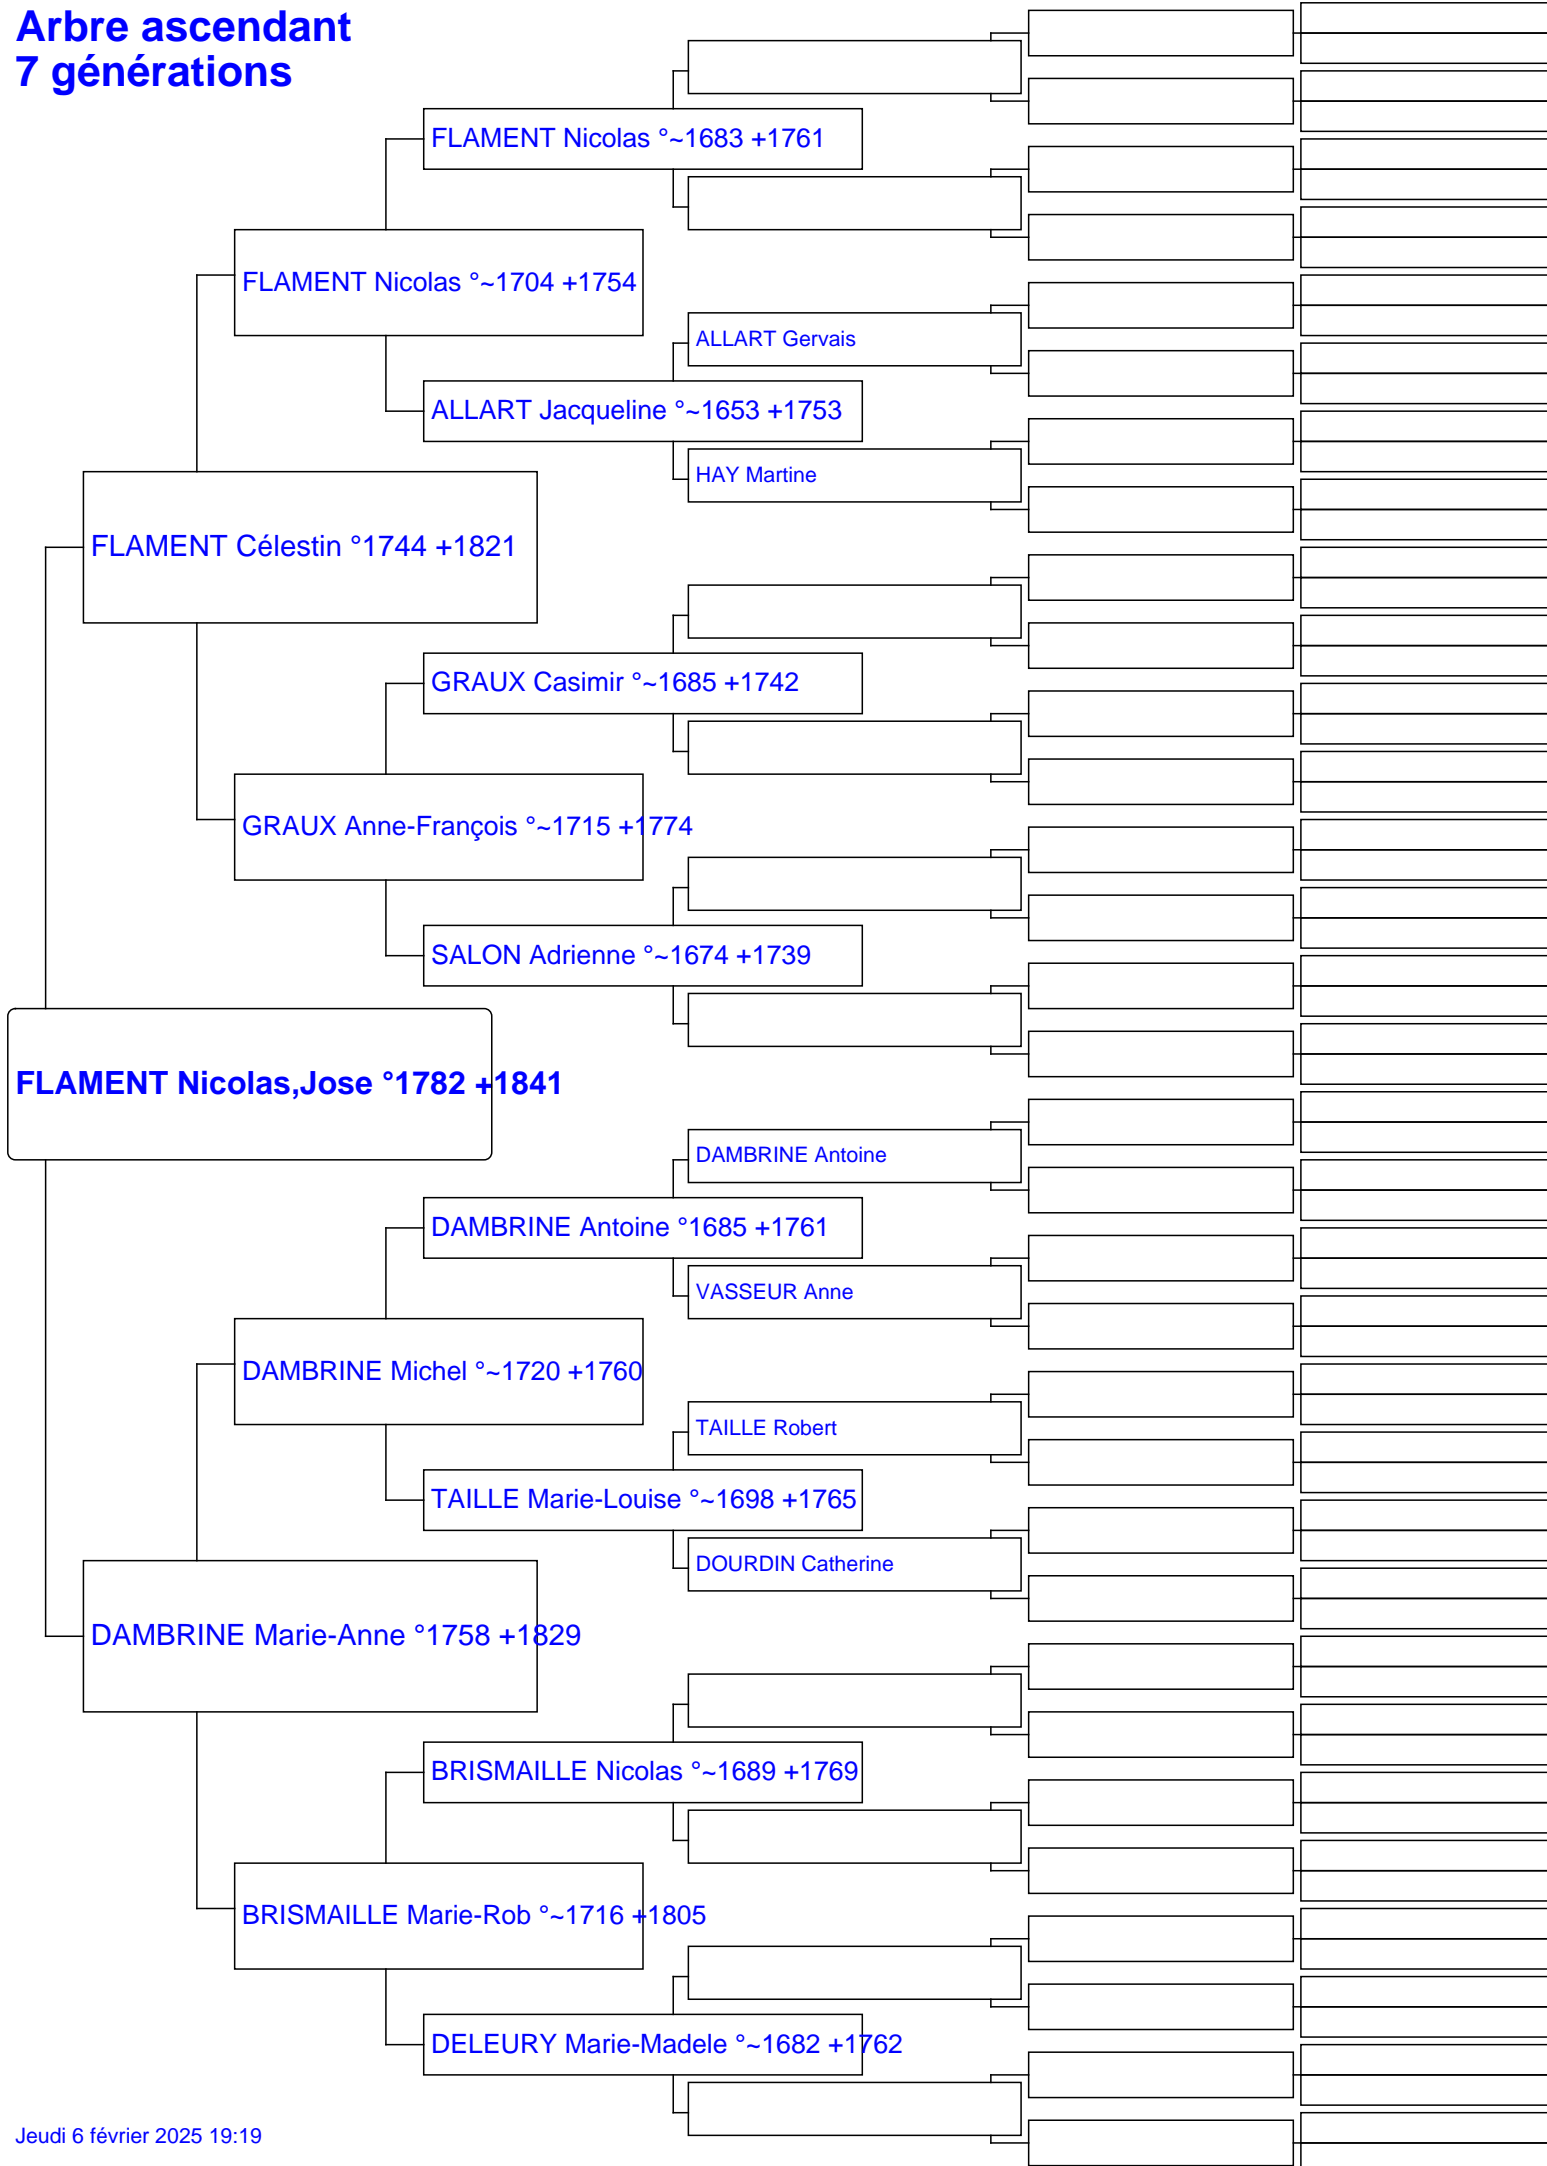 Arbre ascendant
7 générations
FLAMENT Nicolas °~1683 +1761
FLAMENT Nicolas °~1704 +1754
ALLART Gervais
ALLART Jacqueline °~1653 +1753
HAY Martine
FLAMENT Célestin °1744 +1821
GRAUX Casimir °~1685 +1742
GRAUX Anne-François °~1715 +1774
SALON Adrienne °~1674 +1739
FLAMENT Nicolas,Jose °1782 +1841
DAMBRINE Antoine
DAMBRINE Antoine °1685 +1761
VASSEUR Anne
DAMBRINE Michel °~1720 +1760
TAILLE Robert
TAILLE Marie-Louise °~1698 +1765
DOURDIN Catherine
DAMBRINE Marie-Anne °1758 +1829
BRISMAILLE Nicolas °~1689 +1769
BRISMAILLE Marie-Rob °~1716 +1805
DELEURY Marie-Madele °~1682 +1762
Jeudi 6 février 2025 19:19